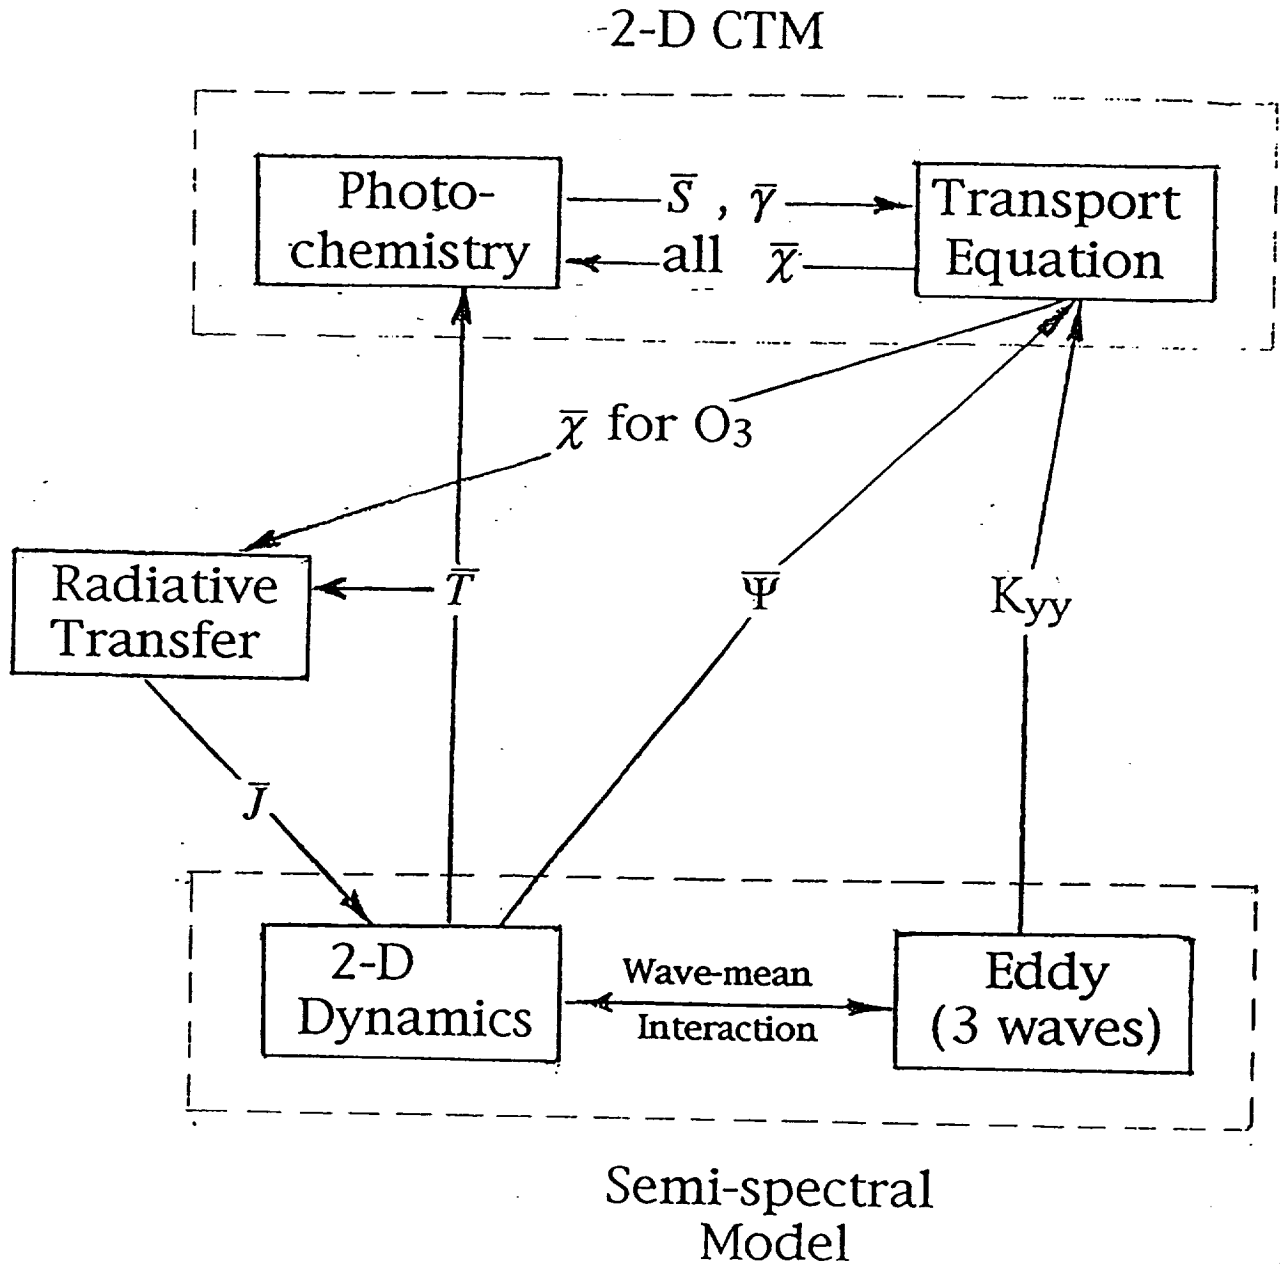 2-D CTM
Photo-
chemistry
S̅ , γ̅
all χ̅
Transport
Equation
χ̅ for O₃
Radiative
Transfer
T̅
Ψ̅
Kyy
J̅
2-D
Dynamics
Wave-mean
Interaction
Eddy
(3 waves)
Semi-spectral
Model